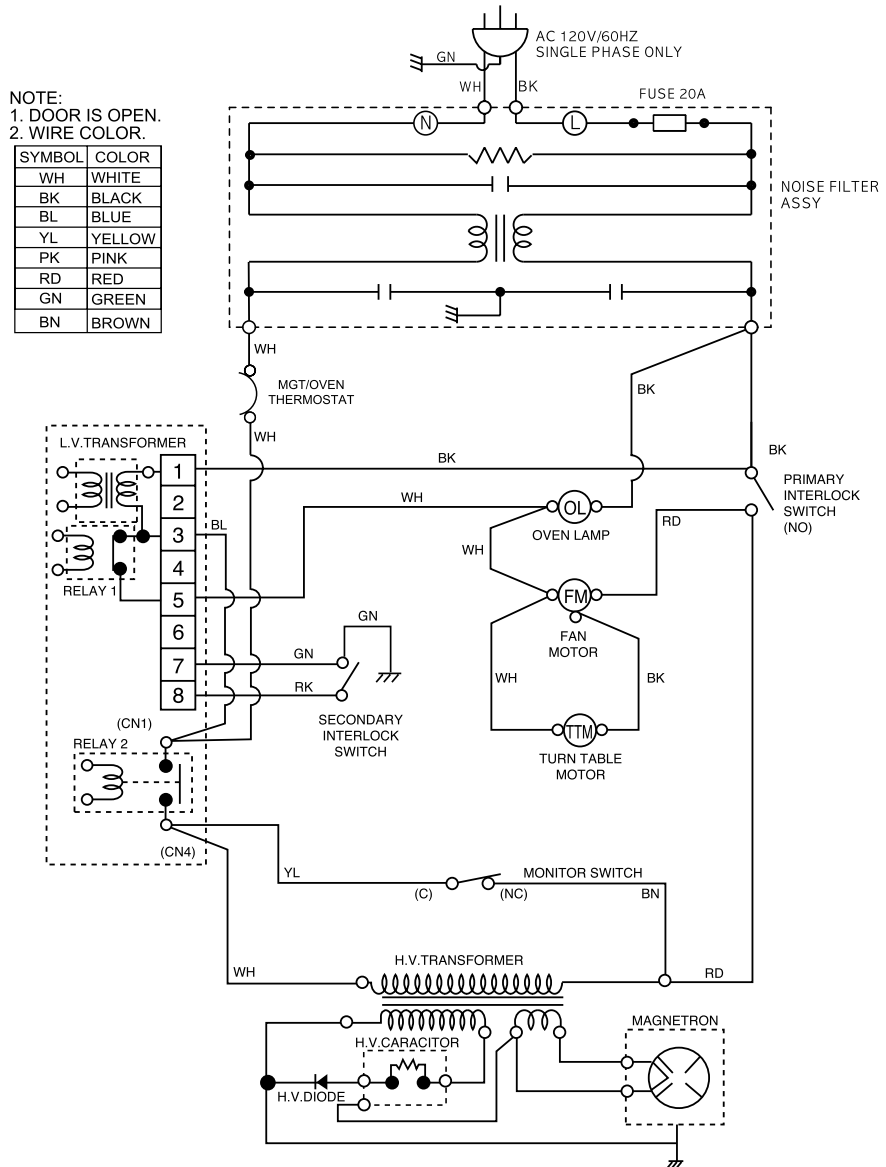 AC 120V/60HZ
SINGLE PHASE ONLY
GN
WH
BK
FUSE 20A
N
L
NOTE:
1. DOOR IS OPEN.
2. WIRE COLOR.
SYMBOL COLOR
WH WHITE
BK BLACK
BL BLUE
YL YELLOW
PK PINK
RD RED
GN GREEN
BN BROWN
NOISE FILTER
ASSY
WH
MGT/OVEN
THERMOSTAT
WH
BK
L.V.TRANSFORMER
BK
BK
PRIMARY
INTERLOCK
SWITCH
(NO)
1
2
3
4
5
6
7
8
BL
WH
OL
OVEN LAMP
RD
RELAY 1
WH
FM
FAN
MOTOR
GN
GN
RK
SECONDARY
INTERLOCK
SWITCH
WH
BK
TTM
TURN TABLE
MOTOR
(CN1)
RELAY 2
(CN4)
YL
(C)
(NC)
MONITOR SWITCH
BN
WH
H.V.TRANSFORMER
RD
H.V.CARACITOR
MAGNETRON
H.V.DIODE